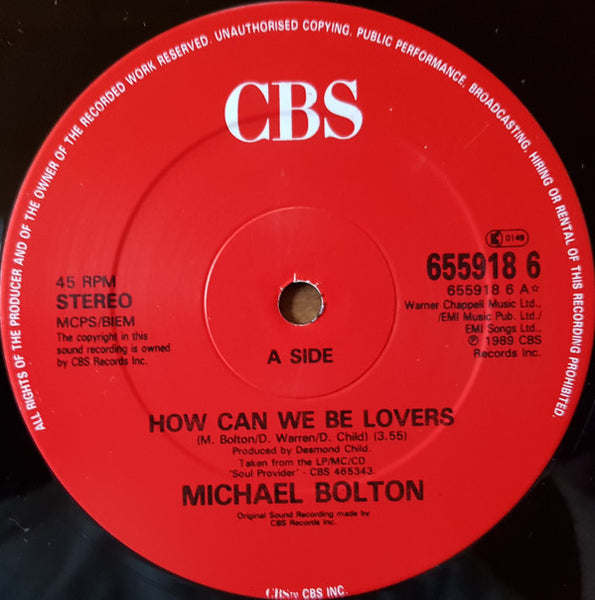 ALL RIGHTS OF THE PRODUCER AND OF THE OWNER OF THE RECORDED WORK RESERVED. UNAUTHORISED COPYING, PUBLIC PERFORMANCE, BROADCASTING, HIRING OR RENTAL OF THIS RECORDING PROHIBITED.
CBS
K 0149
45 RPM
STEREO
MCPS/BIEM
The copyright in this
sound recording is owned
by CBS Records Inc.
655918 6
655918 6 A☆
Warner Chappell Music Ltd.,
/EMI Music Pub. Ltd./
EMI Songs Ltd.
℗ 1989 CBS
Records Inc.
A SIDE
HOW CAN WE BE LOVERS
(M. Bolton/D. Warren/D. Child) (3.55)
Produced by Desmond Child.
Taken from the LP/MC/CD
'Soul Provider' - CBS 465343.
MICHAEL BOLTON
Original Sound Recording made by
CBS Records Inc.
CBS TM CBS INC.